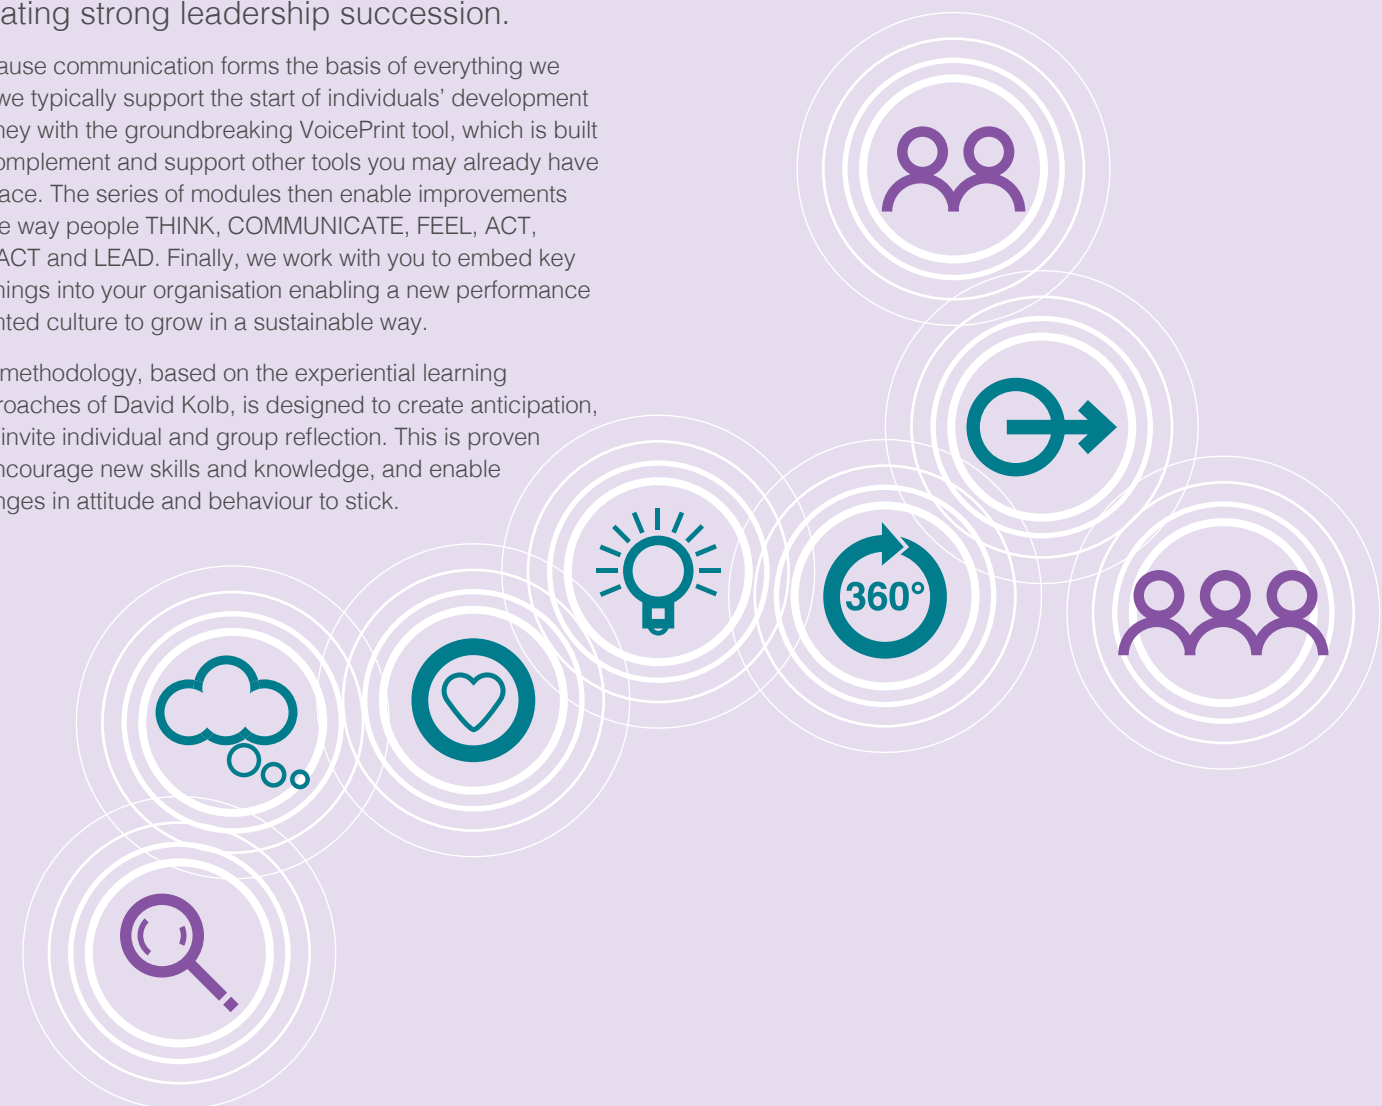 ating strong leadership succession.
ause communication forms the basis of everything we
we typically support the start of individuals’ development
ney with the groundbreaking VoicePrint tool, which is built
omplement and support other tools you may already have
ace. The series of modules then enable improvements
e way people THINK, COMMUNICATE, FEEL, ACT,
ACT and LEAD. Finally, we work with you to embed key
nings into your organisation enabling a new performance
nted culture to grow in a sustainable way.
methodology, based on the experiential learning
roaches of David Kolb, is designed to create anticipation,
invite individual and group reflection. This is proven
ncourage new skills and knowledge, and enable
nges in attitude and behaviour to stick.
360°